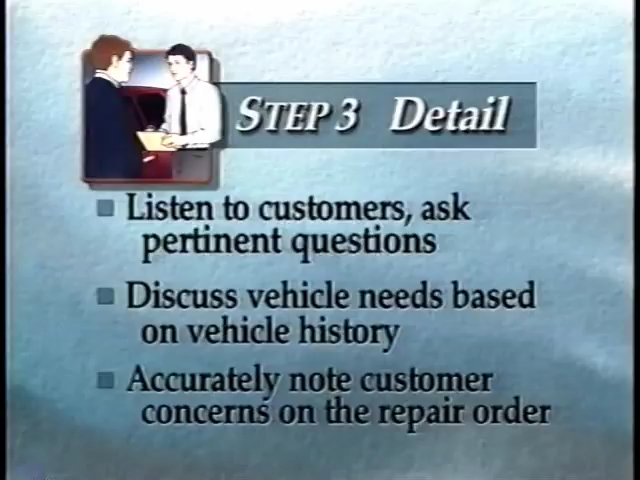 STEP 3 Detail
Listen to customers, ask
pertinent questions
Discuss vehicle needs based
on vehicle history
Accurately note customer
concerns on the repair order